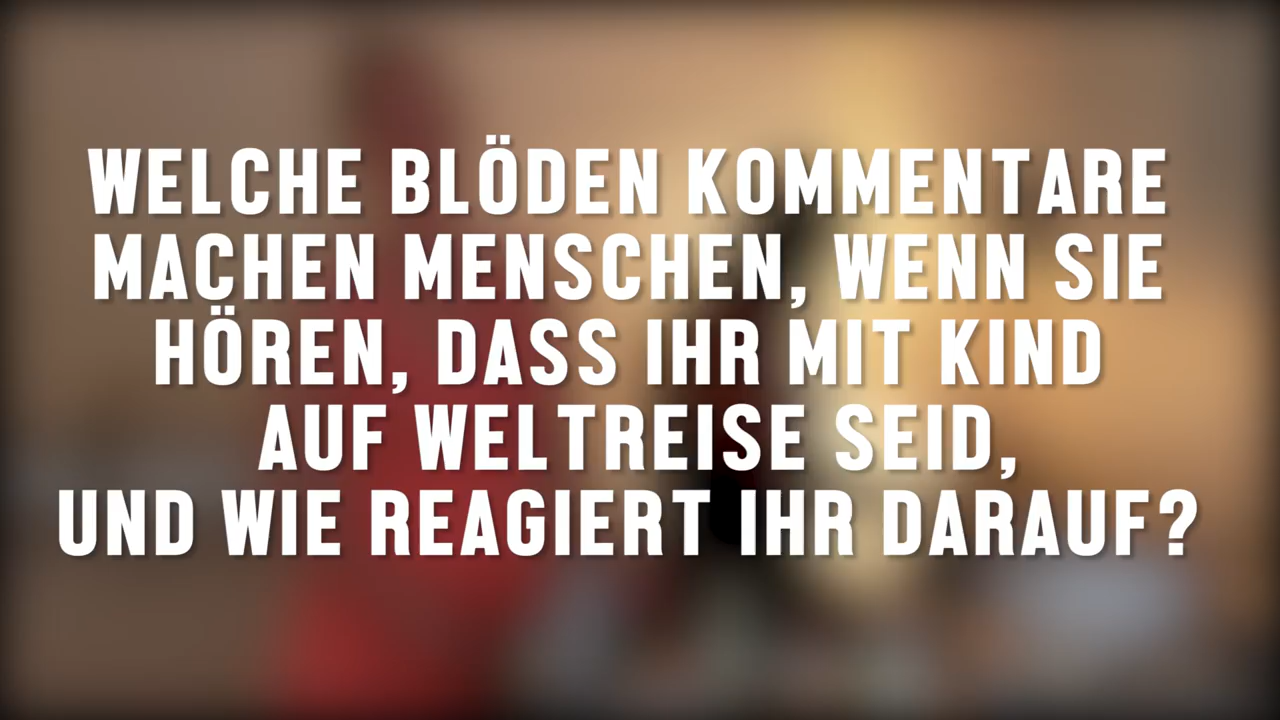 WELCHE BLÖDEN KOMMENTARE
MACHEN MENSCHEN, WENN SIE
HÖREN, DASS IHR MIT KIND
AUF WELTREISE SEID,
UND WIE REAGIERT IHR DARAUF?